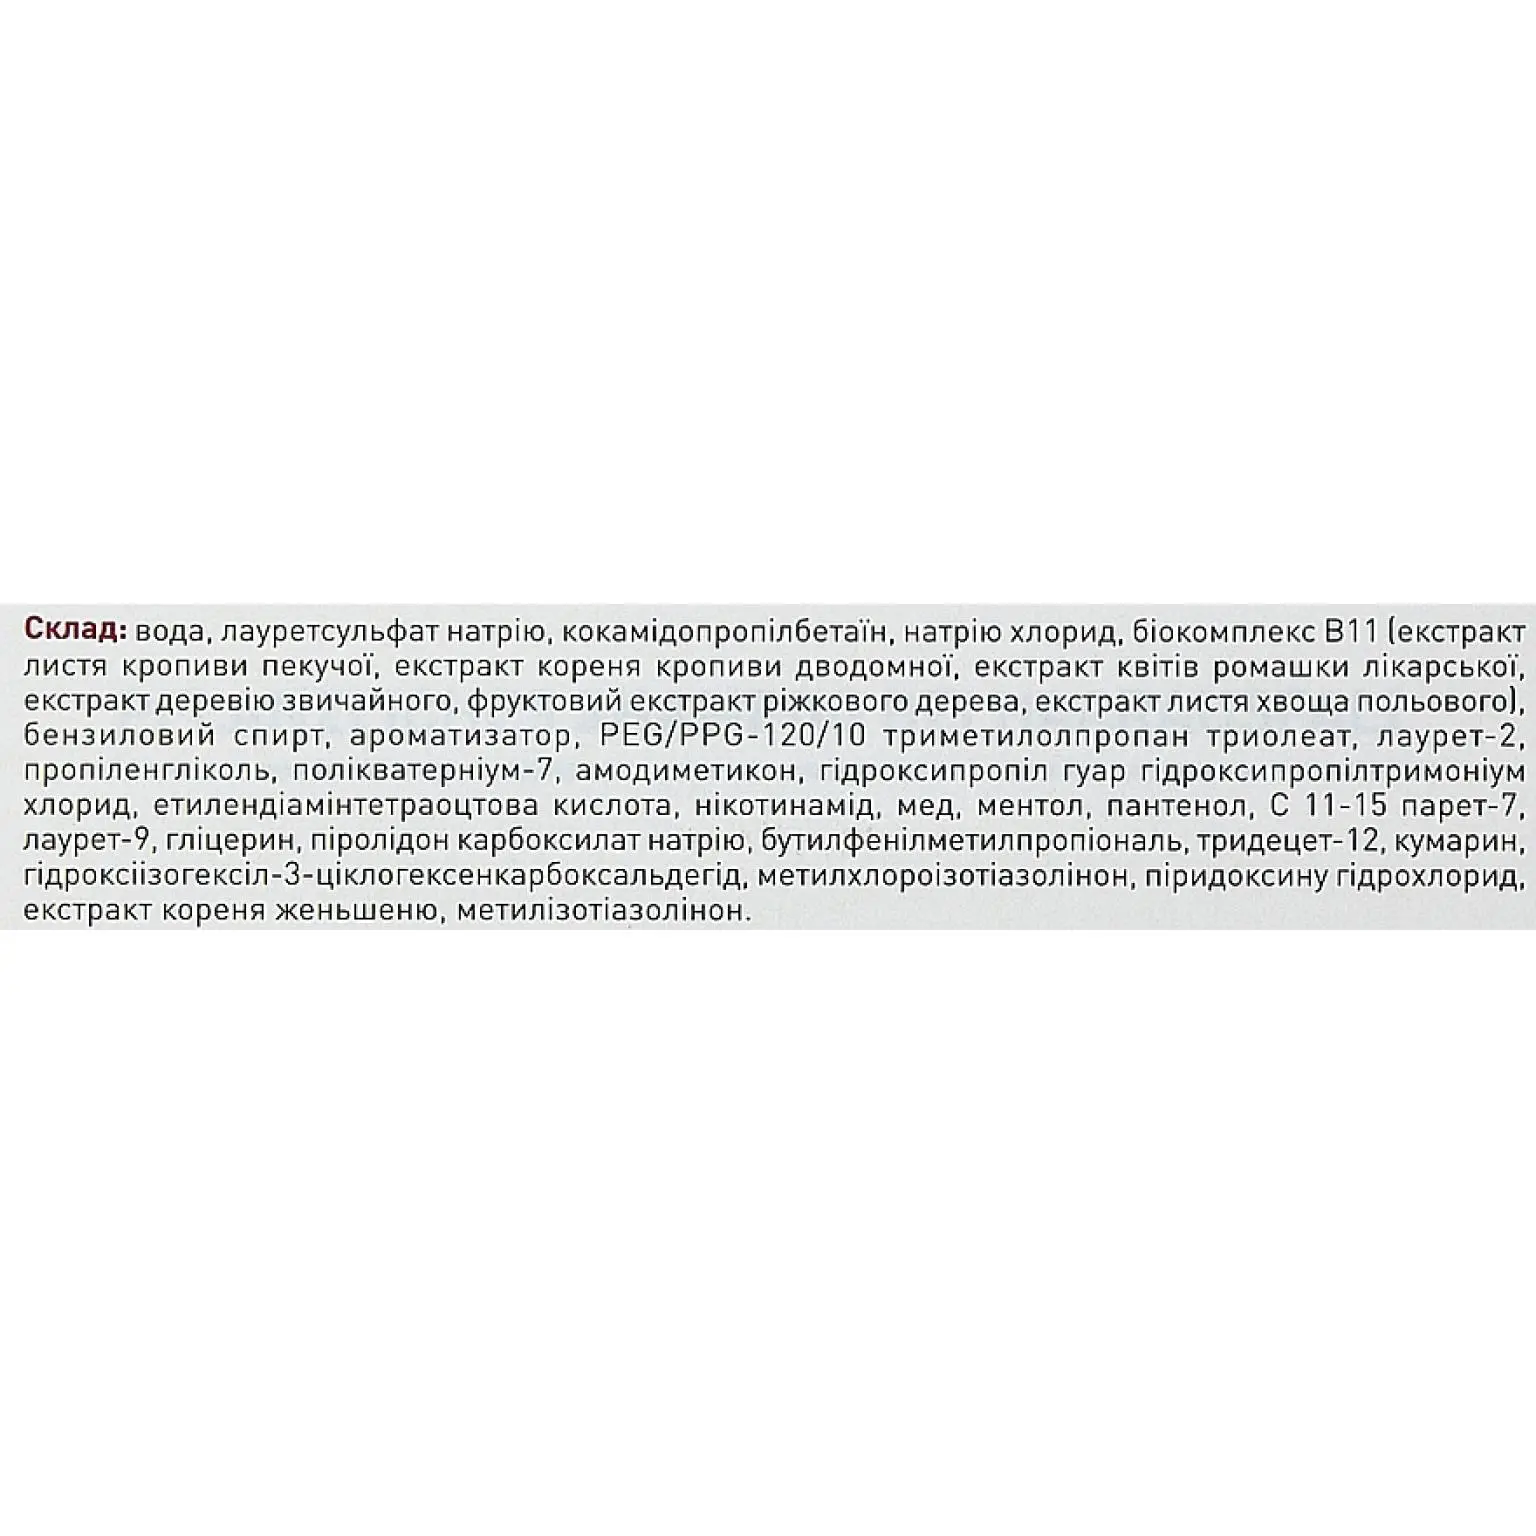 Склад: вода, лауретсульфат натрію, кокамідопропілбетаїн, натрію хлорид, біокомплекс B11 (екстракт
листя кропиви пекучої, екстракт кореня кропиви дводомної, екстракт квітів ромашки лікарської,
екстракт деревію звичайного, фруктовий екстракт ріжкового дерева, екстракт листя хвоща польового),
бензиловий спирт, ароматизатор, PEG/PPG-120/10 триметилолпропан триолеат, лаурет-2,
пропіленгліколь, полікватерніум-7, амодиметикон, гідроксипропіл гуар гідроксипропілтримоніум
хлорид, етилендіамінтетраоцтова кислота, нікотинамід, мед, ментол, пантенол, С 11-15 парет-7,
лаурет-9, гліцерин, піролідон карбоксилат натрію, бутилфенілметилпропіональ, тридецет-12, кумарин,
гідроксіізогексіл-3-ціклогексенкарбоксальдегід, метилхлороізотіазолінон, піридоксину гідрохлорид,
екстракт кореня женьшеню, метилізотіазолінон.